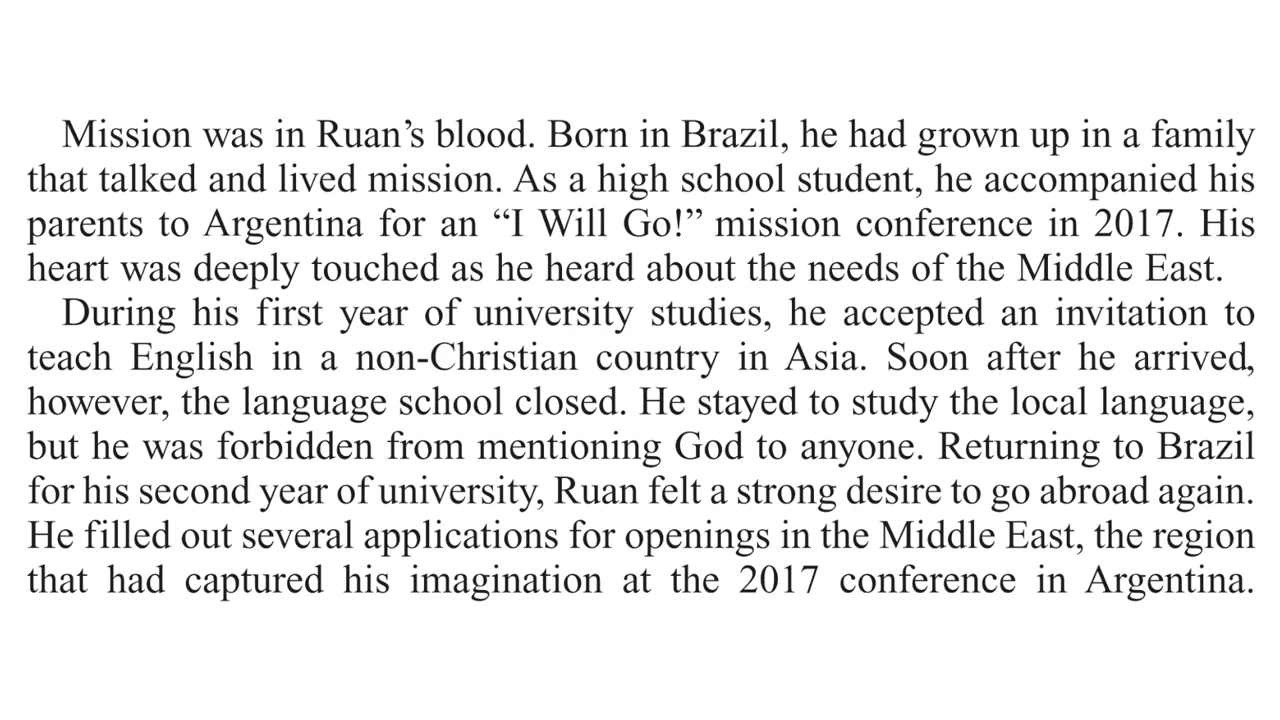 Mission was in Ruan’s blood. Born in Brazil, he had grown up in a family
that talked and lived mission. As a high school student, he accompanied his
parents to Argentina for an “I Will Go!” mission conference in 2017. His
heart was deeply touched as he heard about the needs of the Middle East.
During his first year of university studies, he accepted an invitation to
teach English in a non-Christian country in Asia. Soon after he arrived,
however, the language school closed. He stayed to study the local language,
but he was forbidden from mentioning God to anyone. Returning to Brazil
for his second year of university, Ruan felt a strong desire to go abroad again.
He filled out several applications for openings in the Middle East, the region
that had captured his imagination at the 2017 conference in Argentina.